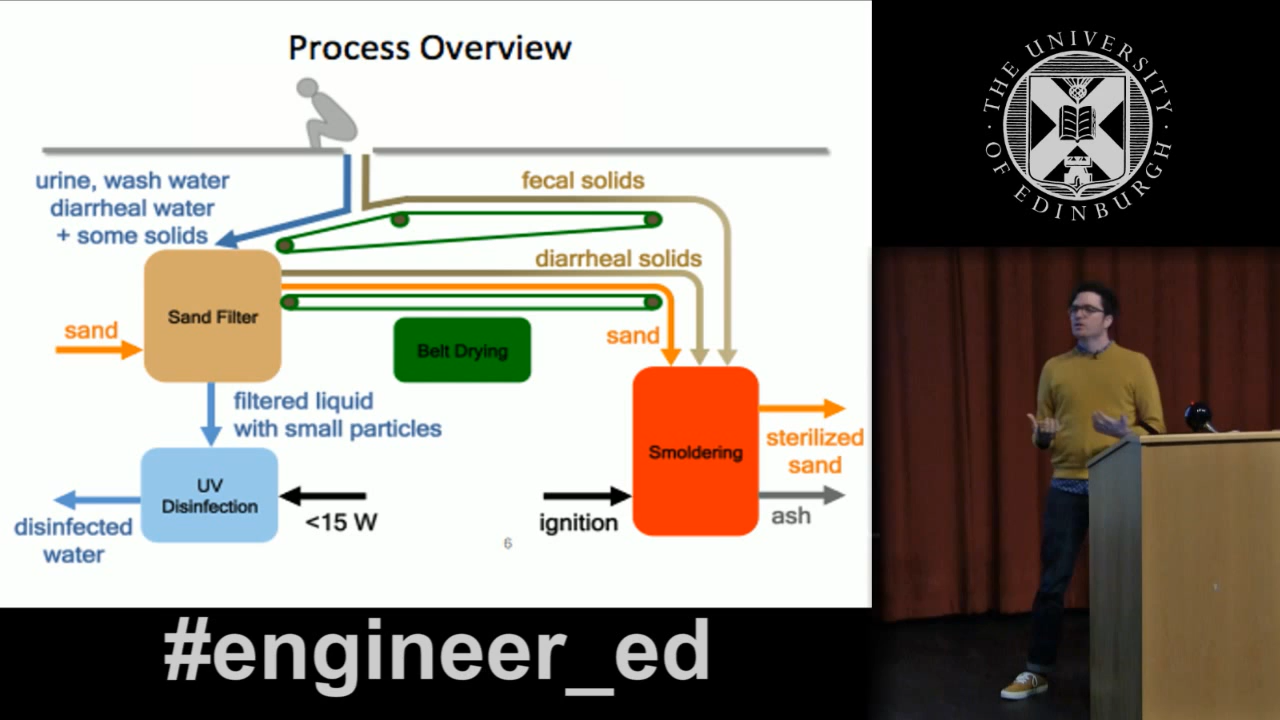 Process Overview
urine, wash water
diarrheal water
+ some solids
fecal solids
diarrheal solids
Sand Filter
sand
Belt Drying
sand
filtered liquid
with small particles
Smoldering
sterilized
sand
UV
Disinfection
<15 W
disinfected
water
ignition
ash
6
#engineer_ed
· THE UNIVERSITY ·
OF EDINBURGH